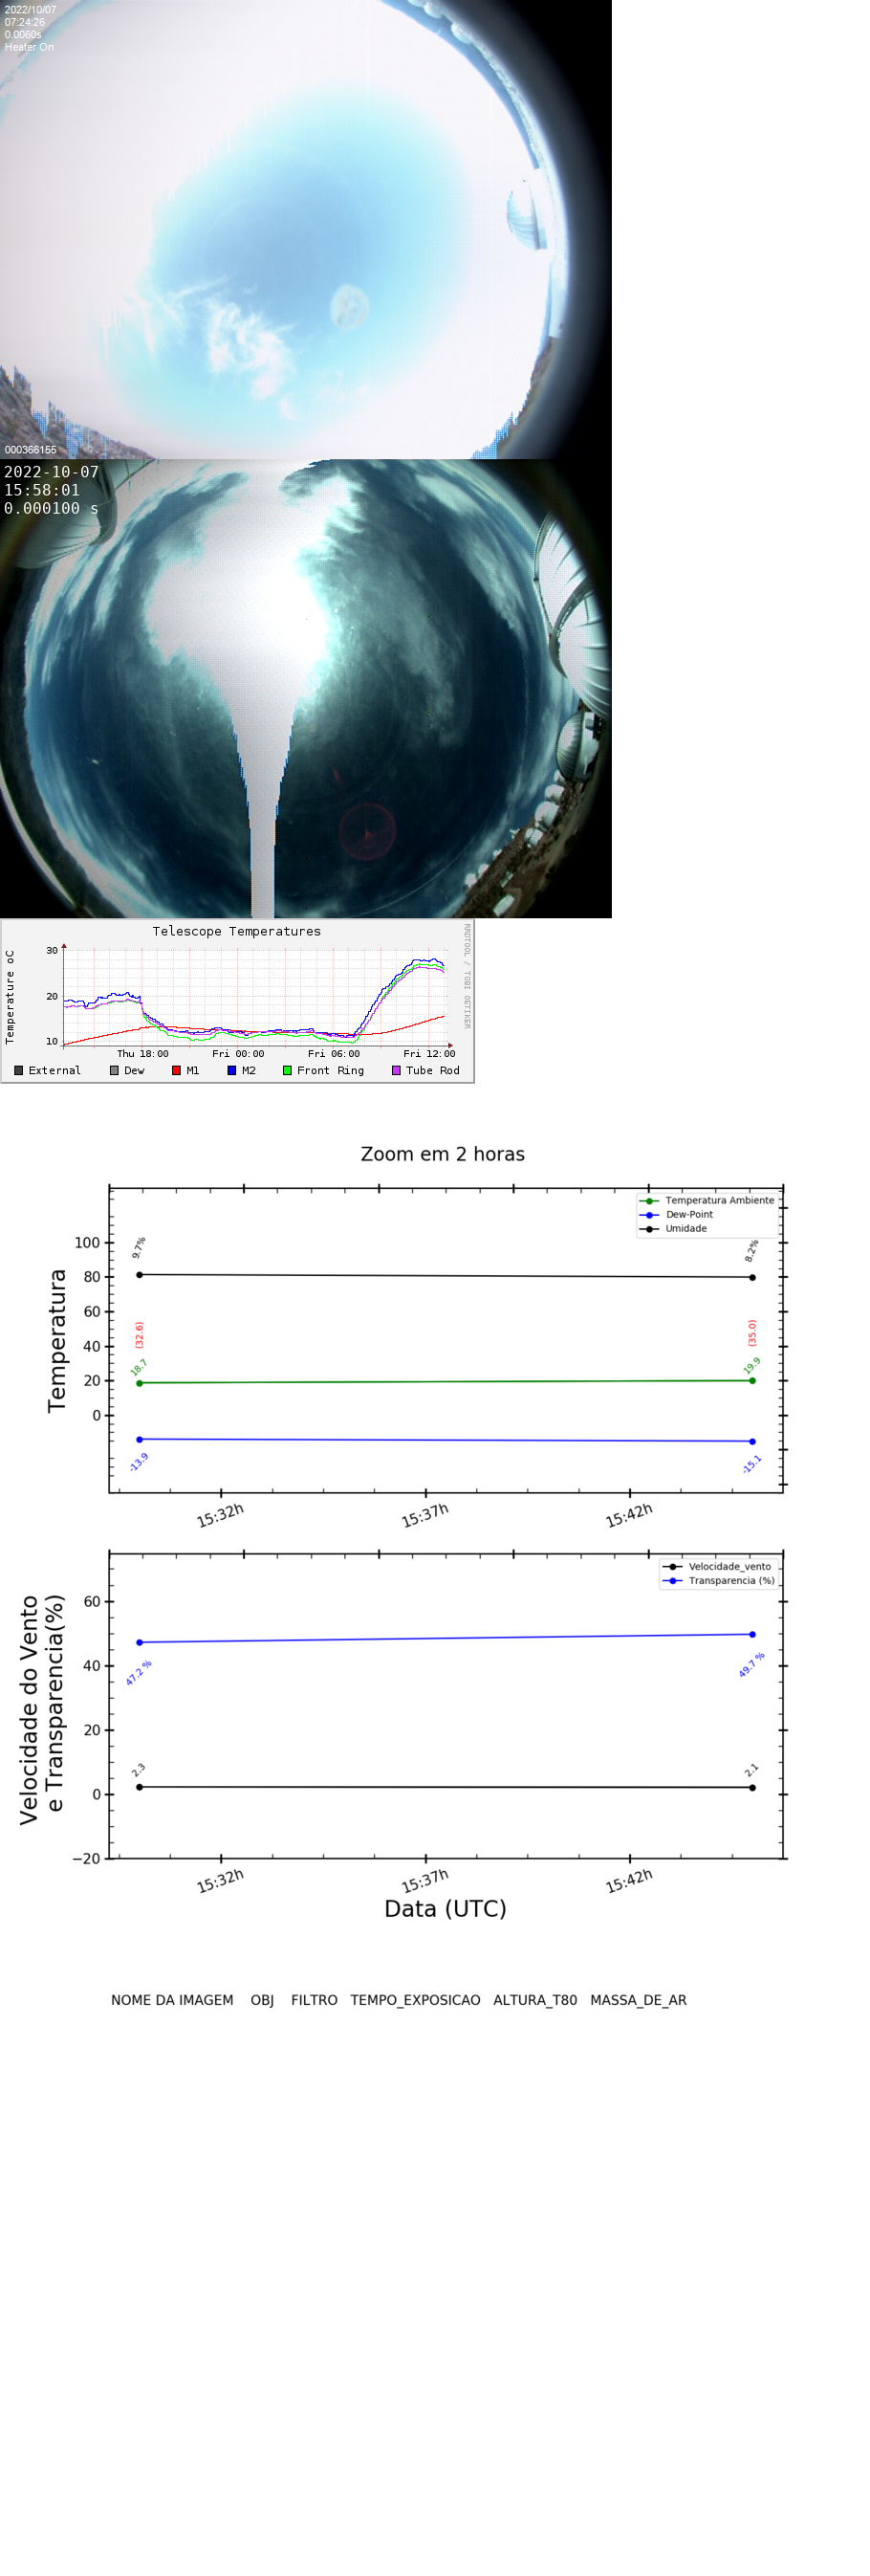 2022/10/07
07:24:26
0.0060s
Heater On
000366155
2022-10-07
15:58:01
0.000100 s
Telescope Temperatures
RRDTOOL / TOBI OETIKER
Temperature oC
30
20
10
Thu 18:00 Fri 00:00 Fri 06:00 Fri 12:00
External Dew M1 M2 Front Ring Tube Rod
Zoom em 2 horas
Temperatura Ambiente
Dew-Point
Umidade
Temperatura
100
80
60
40
20
0
9.7%
8.2%
(32.6)
(35.0)
18.7
19.9
-13.9
-15.1
15:32h 15:37h 15:42h
Velocidade_vento
Transparencia (%)
Velocidade do Vento
e Transparencia(%)
60
40
20
0
−20
47.2 %
49.7 %
2.3
2.1
15:32h 15:37h 15:42h
Data (UTC)
NOME DA IMAGEM OBJ FILTRO TEMPO_EXPOSICAO ALTURA_T80 MASSA_DE_AR